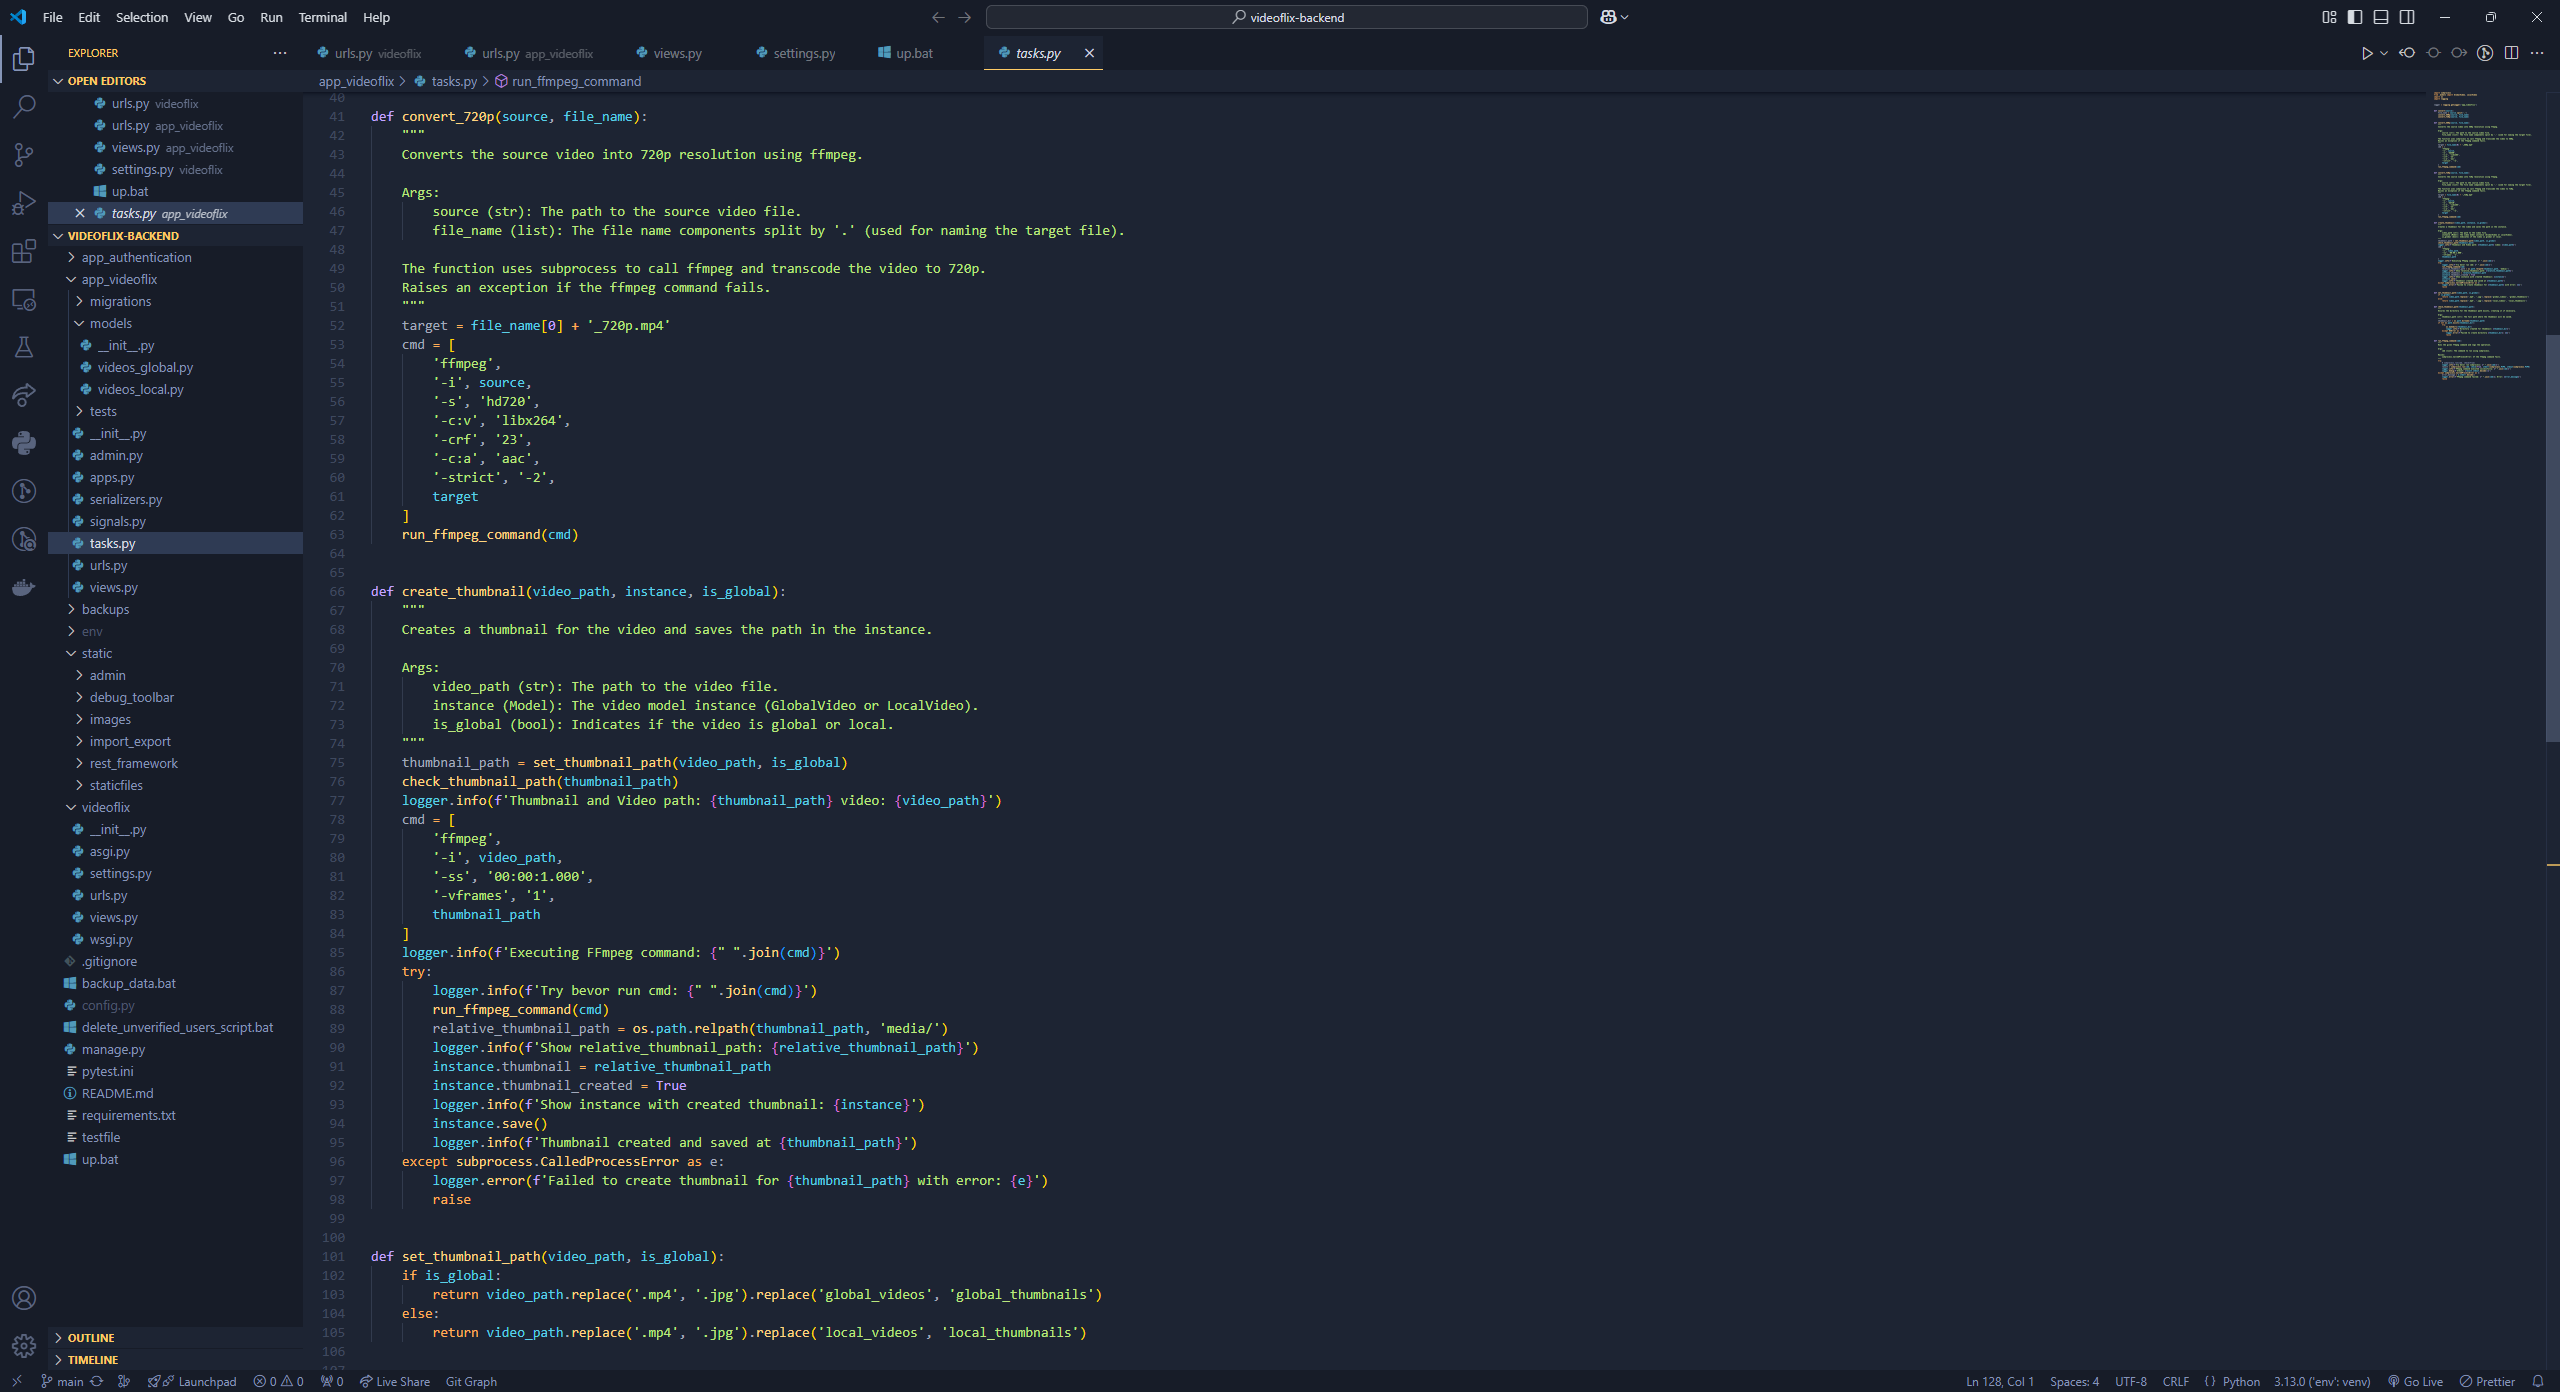 File Edit Selection View Go Run Terminal Help
videoflix-backend
EXPLORER
OPEN EDITORS
urls.py videoflix
urls.py app_videoflix
views.py app_videoflix
settings.py videoflix
up.bat
tasks.py app_videoflix
VIDEOFLIX-BACKEND
app_authentication
app_videoflix
migrations
models
__init__.py
videos_global.py
videos_local.py
tests
__init__.py
admin.py
apps.py
serializers.py
signals.py
tasks.py
urls.py
views.py
backups
env
static
admin
debug_toolbar
images
import_export
rest_framework
staticfiles
videoflix
__init__.py
asgi.py
settings.py
urls.py
views.py
wsgi.py
.gitignore
backup_data.bat
config.py
delete_unverified_users_script.bat
manage.py
pytest.ini
README.md
requirements.txt
testfile
up.bat
OUTLINE
TIMELINE
urls.py videoflix urls.py app_videoflix views.py settings.py up.bat tasks.py
app_videoflix > tasks.py > run_ffmpeg_command
40
41 def convert_720p(source, file_name):
42 """
43 Converts the source video into 720p resolution using ffmpeg.
44
45 Args:
46 source (str): The path to the source video file.
47 file_name (list): The file name components split by '.' (used for naming the target file).
48
49 The function uses subprocess to call ffmpeg and transcode the video to 720p.
50 Raises an exception if the ffmpeg command fails.
51 """
52 target = file_name[0] + '_720p.mp4'
53 cmd = [
54 'ffmpeg',
55 '-i', source,
56 '-s', 'hd720',
57 '-c:v', 'libx264',
58 '-crf', '23',
59 '-c:a', 'aac',
60 '-strict', '-2',
61 target
62 ]
63 run_ffmpeg_command(cmd)
64
65
66 def create_thumbnail(video_path, instance, is_global):
67 """
68 Creates a thumbnail for the video and saves the path in the instance.
69
70 Args:
71 video_path (str): The path to the video file.
72 instance (Model): The video model instance (GlobalVideo or LocalVideo).
73 is_global (bool): Indicates if the video is global or local.
74 """
75 thumbnail_path = set_thumbnail_path(video_path, is_global)
76 check_thumbnail_path(thumbnail_path)
77 logger.info(f'Thumbnail and Video path: {thumbnail_path} video: {video_path}')
78 cmd = [
79 'ffmpeg',
80 '-i', video_path,
81 '-ss', '00:00:1.000',
82 '-vframes', '1',
83 thumbnail_path
84 ]
85 logger.info(f'Executing FFmpeg command: {" ".join(cmd)}')
86 try:
87 logger.info(f'Try bevor run cmd: {" ".join(cmd)}')
88 run_ffmpeg_command(cmd)
89 relative_thumbnail_path = os.path.relpath(thumbnail_path, 'media/')
90 logger.info(f'Show relative_thumbnail_path: {relative_thumbnail_path}')
91 instance.thumbnail = relative_thumbnail_path
92 instance.thumbnail_created = True
93 logger.info(f'Show instance with created thumbnail: {instance}')
94 instance.save()
95 logger.info(f'Thumbnail created and saved at {thumbnail_path}')
96 except subprocess.CalledProcessError as e:
97 logger.error(f'Failed to create thumbnail for {thumbnail_path} with error: {e}')
98 raise
99
100
101 def set_thumbnail_path(video_path, is_global):
102 if is_global:
103 return video_path.replace('.mp4', '.jpg').replace('global_videos', 'global_thumbnails')
104 else:
105 return video_path.replace('.mp4', '.jpg').replace('local_videos', 'local_thumbnails')
106
107
main Launchpad 0 0 0 Live Share Git Graph
Ln 128, Col 1 Spaces: 4 UTF-8 CRLF {} Python 3.13.0 ('env': venv) Go Live Prettier